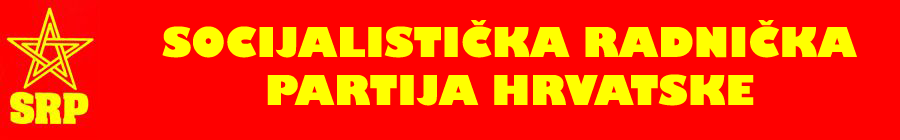 SRP
SOCIJALISTIČKA RADNIČKA
PARTIJA HRVATSKE